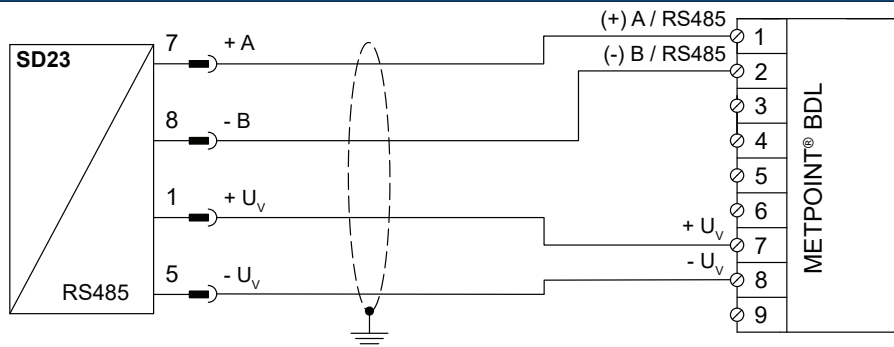 (+) A / RS485
7 + A
SD23
1
(-) B / RS485
2
3
8 - B
4
5
1 + UV
6
+ UV
7
5 - UV
- UV
8
RS485
9
METPOINT® BDL